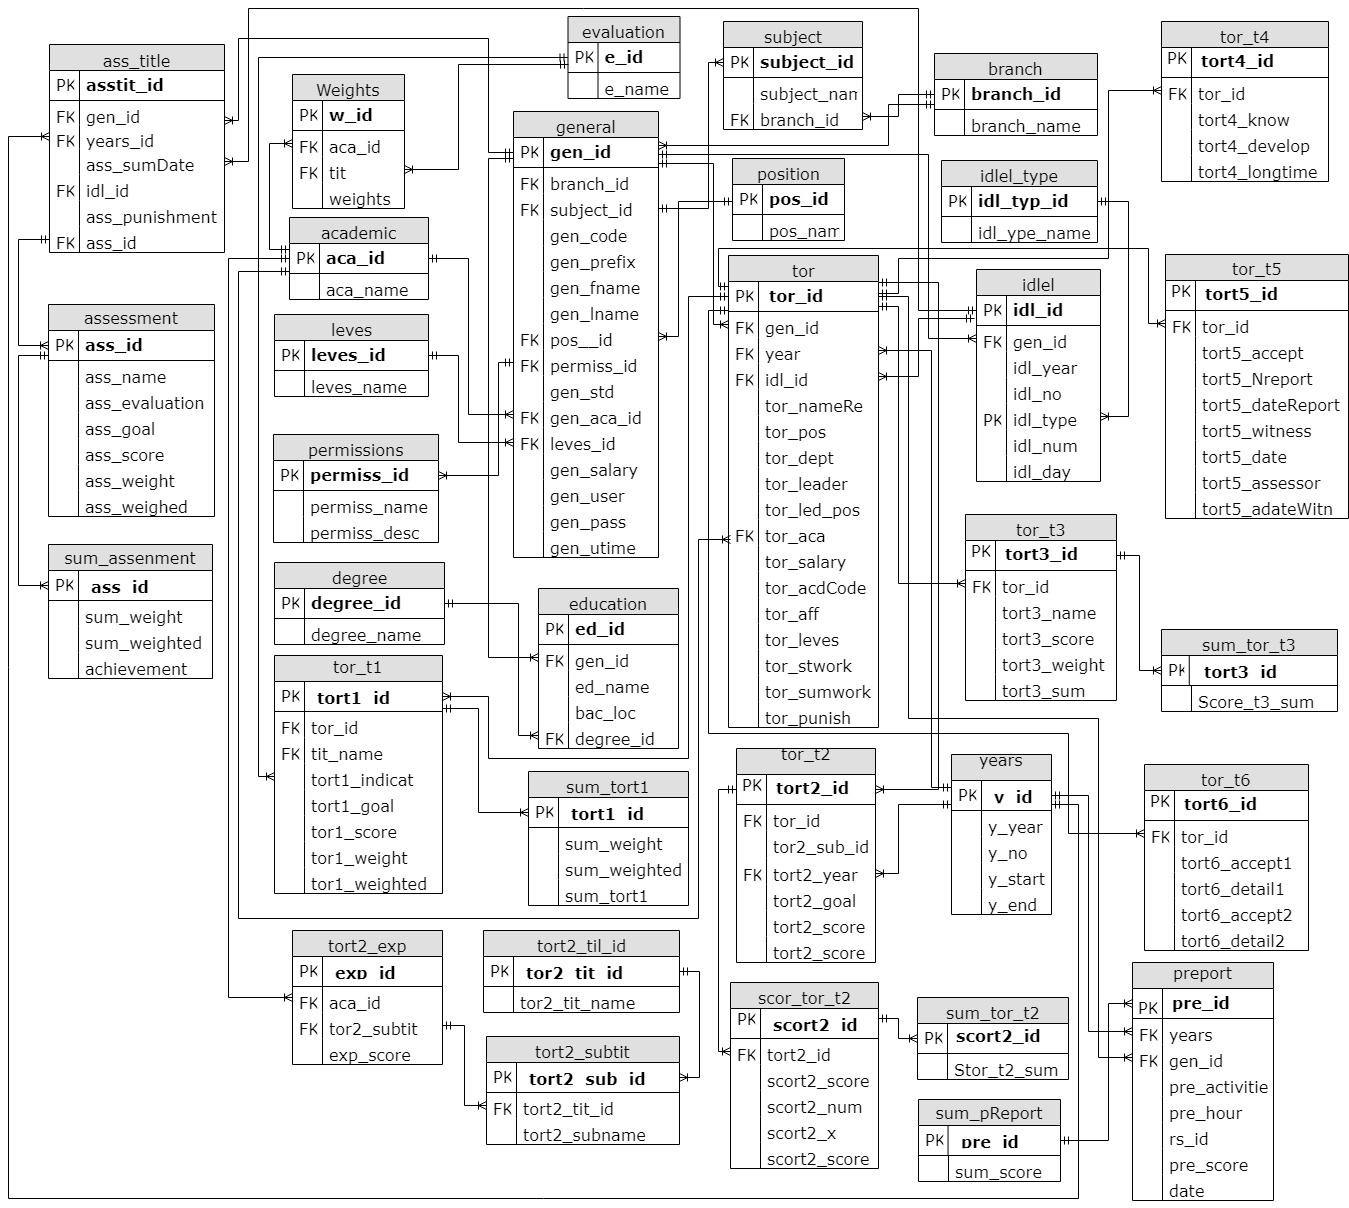 ass_title
PK asstit_id
FK gen_id
FK years_id
ass_sumDate
FK idl_id
ass_punishment
FK ass_id
assessment
PK ass_id
ass_name
ass_evaluation
ass_goal
ass_score
ass_weight
ass_weighed
sum_assenment
PK ass_id
sum_weight
sum_weighted
achievement
Weights
PK w_id
FK aca_id
FK tit
weights
academic
PK aca_id
aca_name
leves
PK leves_id
leves_name
permissions
PK permiss_id
permiss_name
permiss_desc
degree
PK degree_id
degree_name
tor_t1
PK tort1_id
FK tor_id
FK tit_name
tort1_indicat
tort1_goal
tor1_score
tor1_weight
tor1_weighted
tort2_exp
PK exp_id
FK aca_id
FK tor2_subtit
exp_score
evaluation
PK e_id
e_name
general
PK gen_id
FK branch_id
FK subject_id
gen_code
gen_prefix
gen_fname
gen_lname
FK pos__id
FK permiss_id
gen_std
FK gen_aca_id
FK leves_id
gen_salary
gen_user
gen_pass
gen_utime
education
PK ed_id
FK gen_id
ed_name
bac_loc
FK degree_id
sum_tort1
PK tort1_id
sum_weight
sum_weighted
sum_tort1
tort2_til_id
PK tor2_tit_id
tor2_tit_name
tort2_subtit
PK tort2_sub_id
FK tort2_tit_id
tort2_subname
subject
PK subject_id
subject_nam
FK branch_id
position
PK pos_id
pos_nam
tor
PK tor_id
FK gen_id
FK year
FK idl_id
tor_nameRe
tor_pos
tor_dept
tor_leader
tor_led_pos
FK tor_aca
tor_salary
tor_acdCode
tor_aff
tor_leves
tor_stwork
tor_sumwork
tor_punish
tor_t2
PK tort2_id
FK tor_id
tor2_sub_id
FK tort2_year
tort2_goal
tort2_score
tort2_score
scor_tor_t2
PK scort2_id
FK tort2_id
scort2_score
scort2_num
scort2_x
scort2_score
branch
PK branch_id
branch_name
idlel_type
PK idl_typ_id
idl_ype_name
idlel
PK idl_id
FK gen_id
idl_year
idl_no
PK idl_type
idl_num
idl_day
tor_t3
PK tort3_id
FK tor_id
tort3_name
tort3_score
tort3_weight
tort3_sum
years
PK y_id
y_year
y_no
y_start
y_end
sum_tor_t2
PK scort2_id
Stor_t2_sum
sum_pReport
PK pre_id
sum_score
tor_t4
PK tort4_id
FK tor_id
tort4_know
tort4_develop
tort4_longtime
tor_t5
PK tort5_id
FK tor_id
tort5_accept
tort5_Nreport
tort5_dateReport
tort5_witness
tort5_date
tort5_assessor
tort5_adateWitn
sum_tor_t3
PK tort3_id
Score_t3_sum
tor_t6
PK tort6_id
FK tor_id
tort6_accept1
tort6_detail1
tort6_accept2
tort6_detail2
preport
PK pre_id
FK years
FK gen_id
pre_activitie
pre_hour
rs_id
pre_score
date